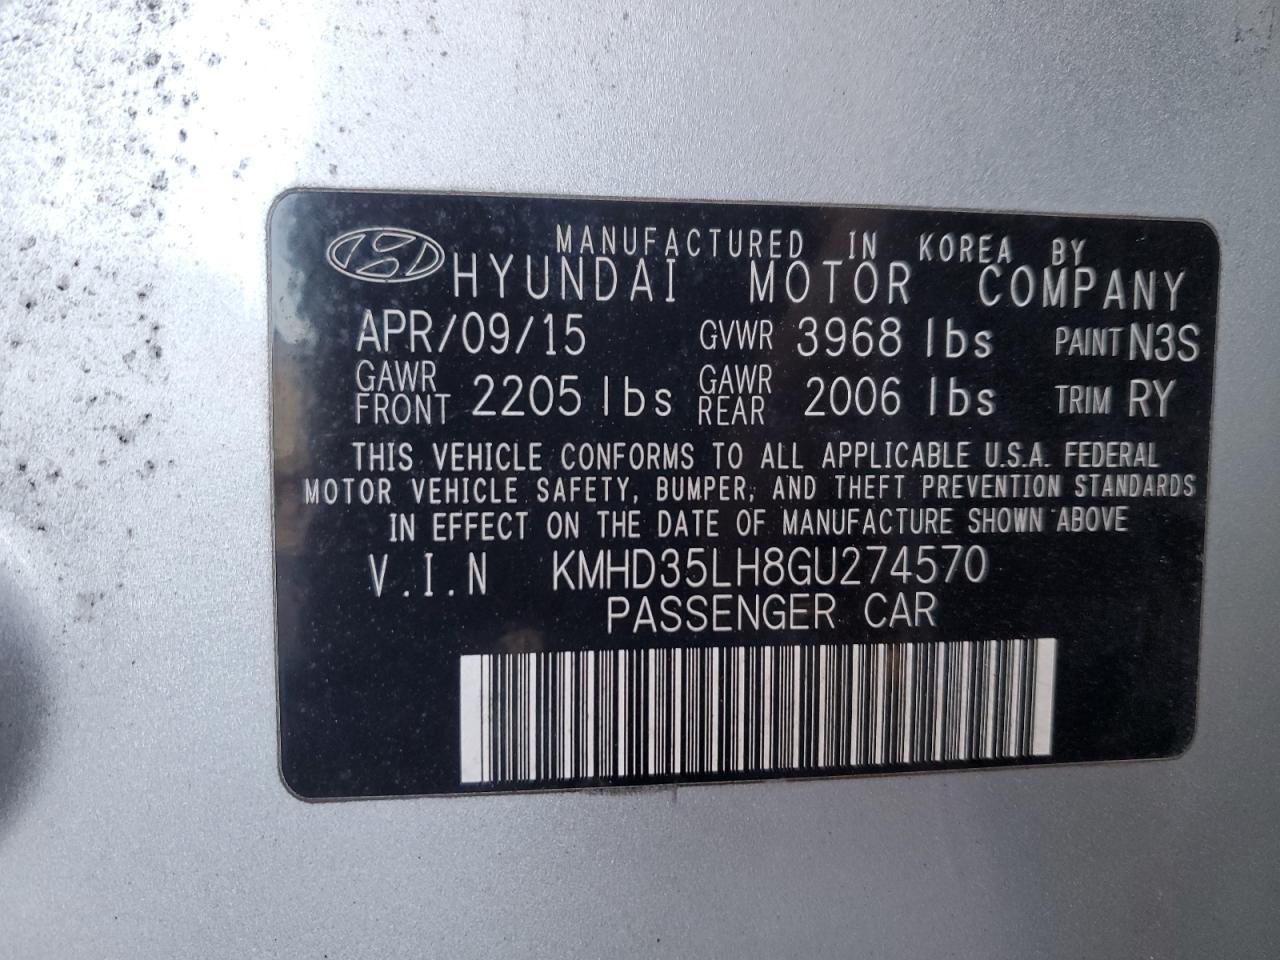 MANUFACTURED IN KOREA BY
HYUNDAI MOTOR COMPANY
APR/09/15 GVWR 3968 lbs PAINT N3S
GAWR FRONT 2205 lbs GAWR REAR 2006 lbs TRIM RY
THIS VEHICLE CONFORMS TO ALL APPLICABLE U.S.A. FEDERAL
MOTOR VEHICLE SAFETY, BUMPER, AND THEFT PREVENTION STANDARDS
IN EFFECT ON THE DATE OF MANUFACTURE SHOWN ABOVE
V.I.N KMHD35LH8GU274570
PASSENGER CAR